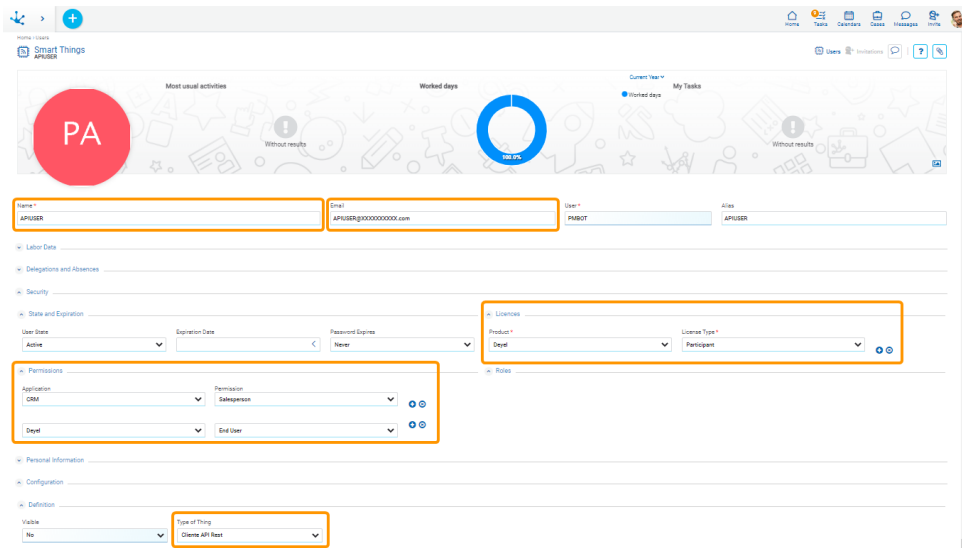 Home
Tasks
Calendars
Cases
Messages
Invite
Home › Users
Smart Things
APIUSER
Users
Invitations
?
Most usual activities
Worked days
Current Year
My Tasks
Worked days
PA
Without results
100.0%
Without results
Name *
Email
User *
Alias
APIUSER
APIUSER@XXXXXXXXXX.com
PMBOT
APIUSER
Labor Data
Delegations and Absences
Security
State and Expiration
Licences
User State
Expiration Date
Password Expires
Product *
License Type *
Active
Never
Deyel
Participant
Permissions
Roles
Application
Permission
CRM
Salesperson
Deyel
End User
Personal Information
Configuration
Definition
Visible
Type of Thing
No
Cliente API Rest